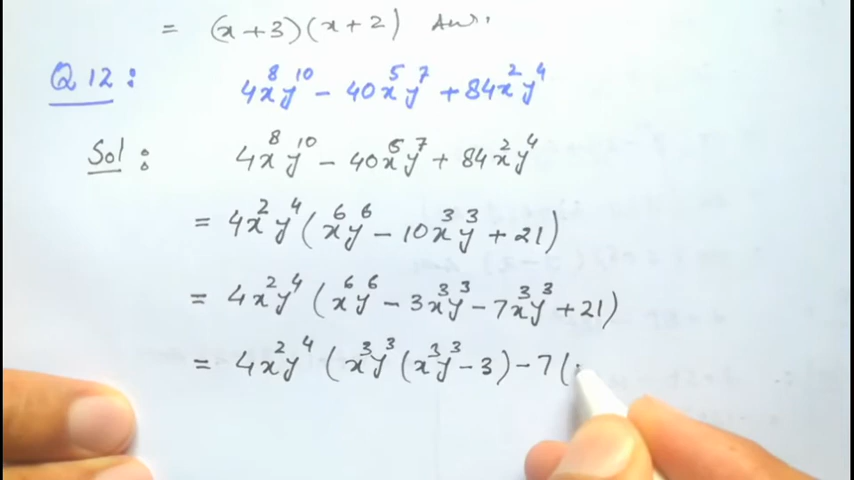 = (x+3)(x+2) Ans.
Q12: 4x⁸y¹⁰ - 40x⁵y⁷ + 84x²y⁴
Sol: 4x⁸y¹⁰ - 40x⁵y⁷ + 84x²y⁴
= 4x²y⁴(x⁶y⁶ - 10x³y³ + 21)
= 4x²y⁴(x⁶y⁶ - 3x³y³ - 7x³y³ + 21)
= 4x²y⁴(x³y³(x³y³ - 3) - 7(